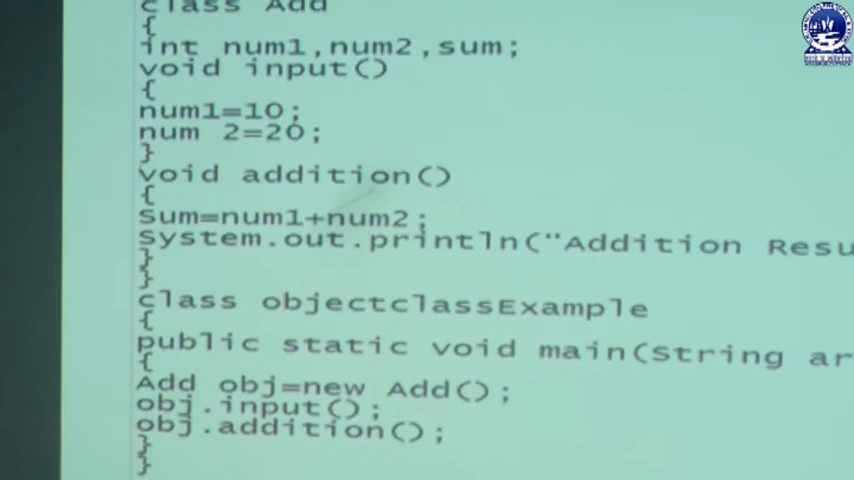 class Add
{
int num1,num2,sum;
void input()
{
num1=10;
num 2=20;
}
void addition()
{
sum=num1+num2;
System.out.println("Addition Resu
}
}
class objectclassExample
{
public static void main(String ar
{
Add obj=new Add();
obj.input();
obj.addition();
}
}